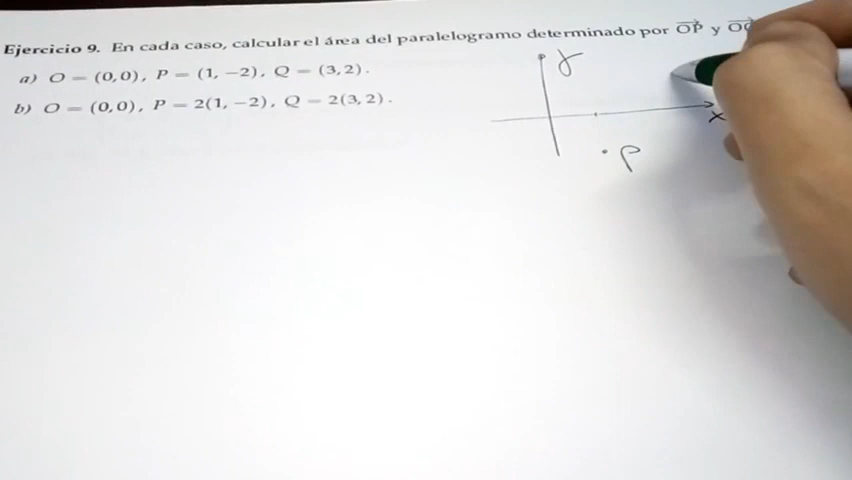 Ejercicio 9. En cada caso, calcular el área del paralelogramo determinado por \overrightarrow{OP} y
a) O = (0,0), P = (1, −2), Q = (3, 2).
b) O = (0,0), P = 2(1, −2), Q = 2(3, 2).
X
P